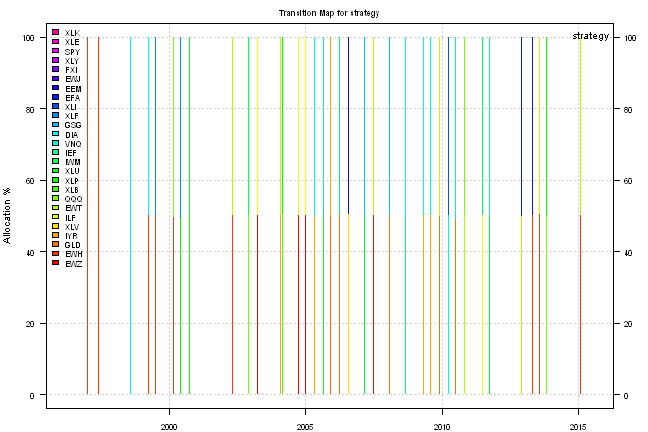 Transition Map for strategy
strategy
XLK
XLE
SPY
XLY
FXI
EWJ
EEM
EFA
XLI
XLF
GSG
DIA
VNQ
IEF
IWM
XLU
XLP
XLB
QQQ
EWT
ILF
XLV
IYR
GLD
EWH
EWZ
Allocation %
100
80
60
40
20
0
100
80
60
40
20
0
2000
2005
2010
2015